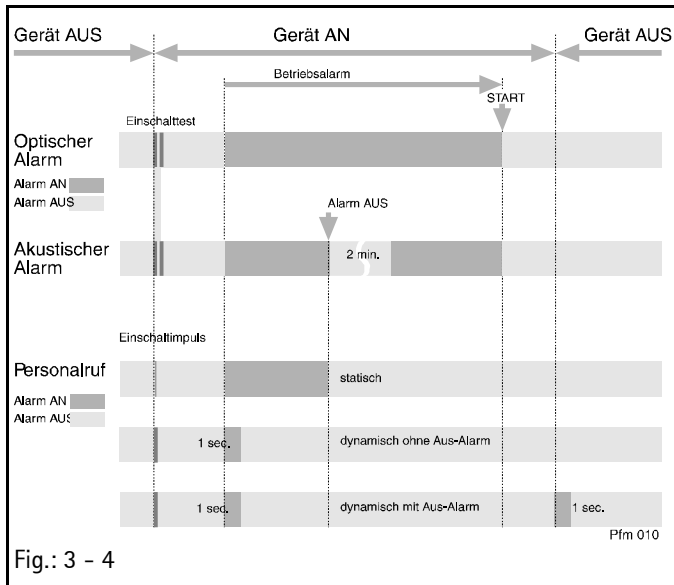 Gerät AUS Gerät AN Gerät AUS
Betriebsalarm
START
Einschalttest
Optischer
Alarm
Alarm AN
Alarm AUS
Alarm AUS
Akustischer
Alarm
2 min.
Einschaltimpuls
Personalruf
statisch
Alarm AN
Alarm AUS
1 sec. dynamisch ohne Aus-Alarm
1 sec. dynamisch mit Aus-Alarm 1 sec.
Pfm 010
Fig.: 3 - 4